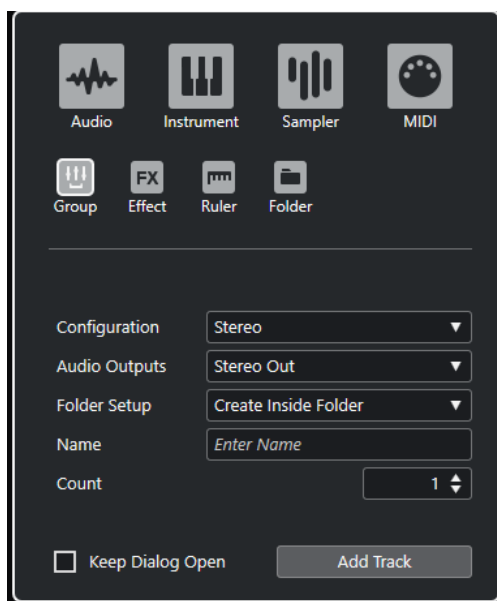 Audio Instrument Sampler MIDI
FX
Group Effect Ruler Folder
Configuration Stereo
Audio Outputs Stereo Out
Folder Setup Create Inside Folder
Name Enter Name
Count 1
Keep Dialog Open Add Track